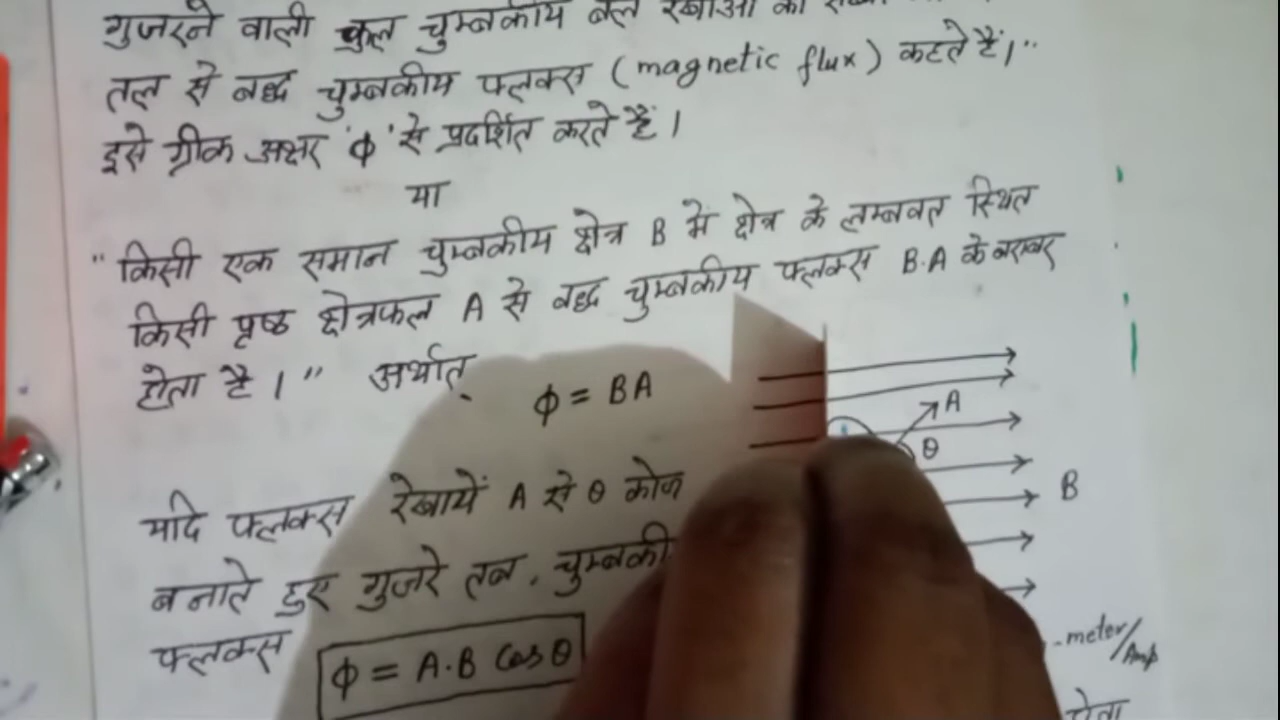 गुजरने वाली कुल चुम्बकीय बल रेखाओं
तल से बद्ध चुम्बकीय फ्लक्स (magnetic flux) कहते हैं।"
इसे ग्रीक अक्षर 'ϕ' से प्रदर्शित करते हैं।
या
"किसी एक समान चुम्बकीय क्षेत्र B में क्षेत्र के लम्बवत स्थित
किसी पृष्ठ क्षेत्रफल A से बद्ध चुम्बकीय फ्लक्स B.A के बराबर
होता है।" अर्थात्
ϕ = BA
A
θ
B
यदि फ्लक्स रेखायें A से θ कोण
बनाते हुए गुजरे तब, चुम्बकी
फ्लक्स
ϕ = A.B Cosθ
-meter/Amp